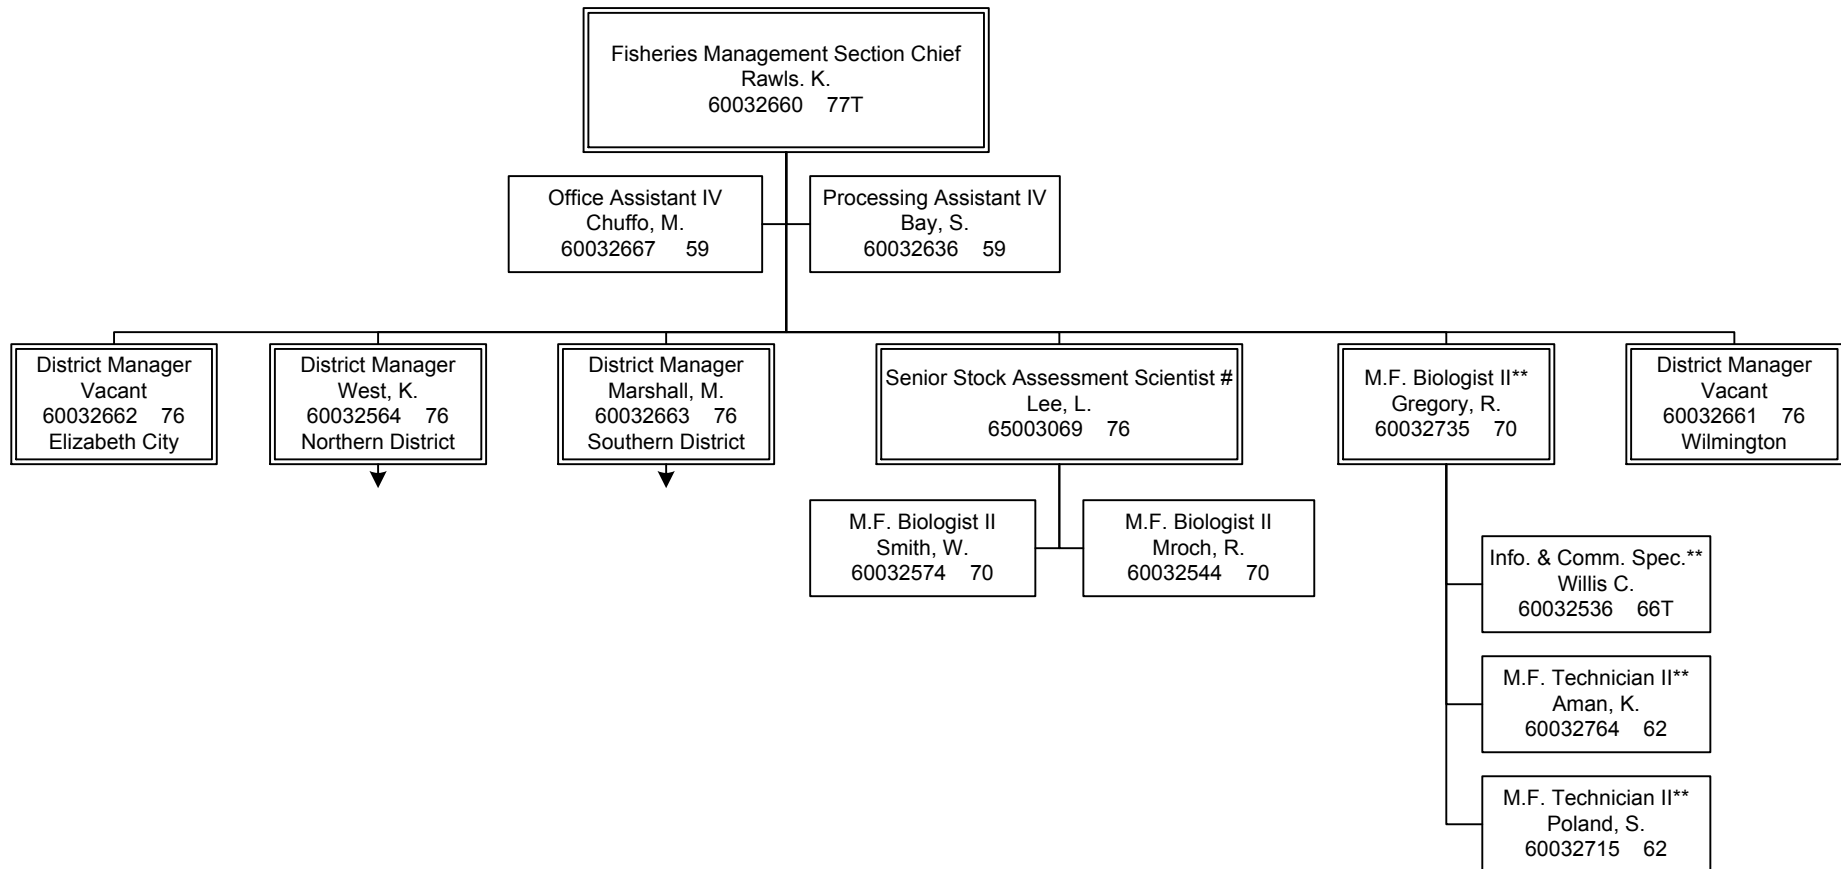 Fisheries Management Section Chief
Rawls. K.
60032660 77T
Office Assistant IV
Chuffo, M.
60032667 59
Processing Assistant IV
Bay, S.
60032636 59
District Manager
Vacant
60032662 76
Elizabeth City
District Manager
West, K.
60032564 76
Northern District
District Manager
Marshall, M.
60032663 76
Southern District
Senior Stock Assessment Scientist #
Lee, L.
65003069 76
M.F. Biologist II**
Gregory, R.
60032735 70
District Manager
Vacant
60032661 76
Wilmington
M.F. Biologist II
Smith, W.
60032574 70
M.F. Biologist II
Mroch, R.
60032544 70
Info. & Comm. Spec.**
Willis C.
60032536 66T
M.F. Technician II**
Aman, K.
60032764 62
M.F. Technician II**
Poland, S.
60032715 62